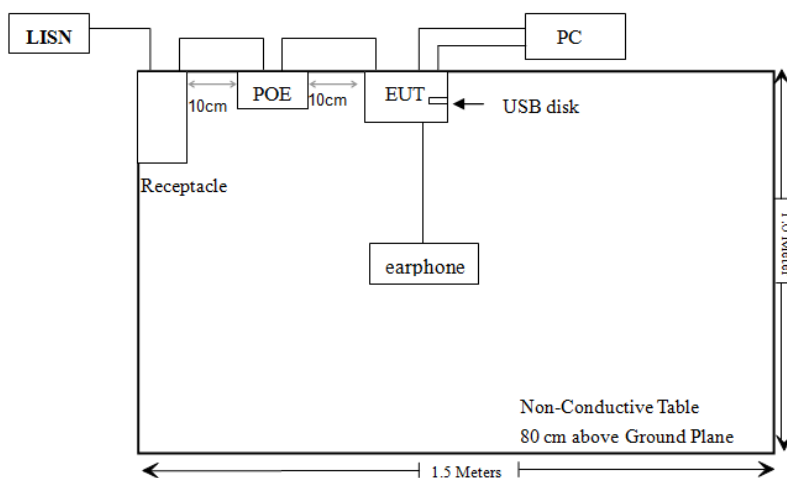 LISN
PC
POE
EUT
10cm
10cm
USB disk
Receptacle
earphone
Non-Conductive Table
80 cm above Ground Plane
1.5 Meters